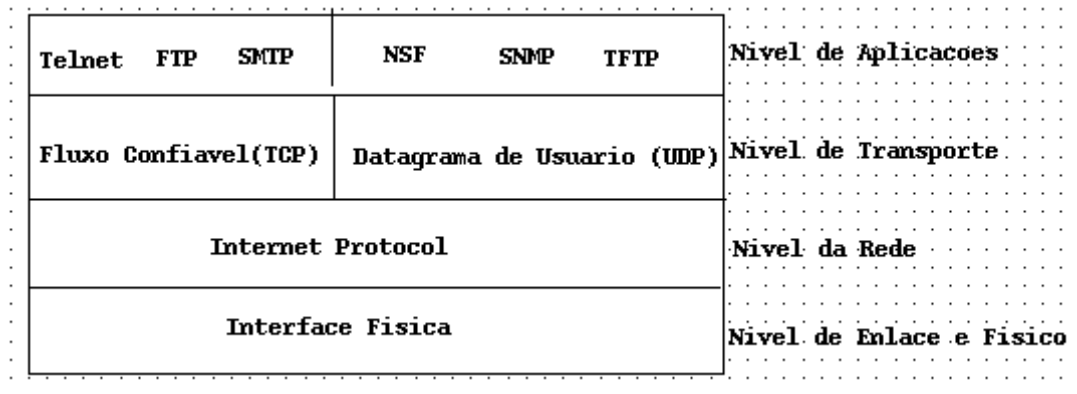 Telnet FTP SMTP NSF SNMP TFTP Nivel de Aplicacoes
Fluxo Confiavel(TCP) Datagrama de Usuario (UDP) Nivel de Transporte
Internet Protocol Nivel da Rede
Interface Fisica Nivel de Enlace e Fisico